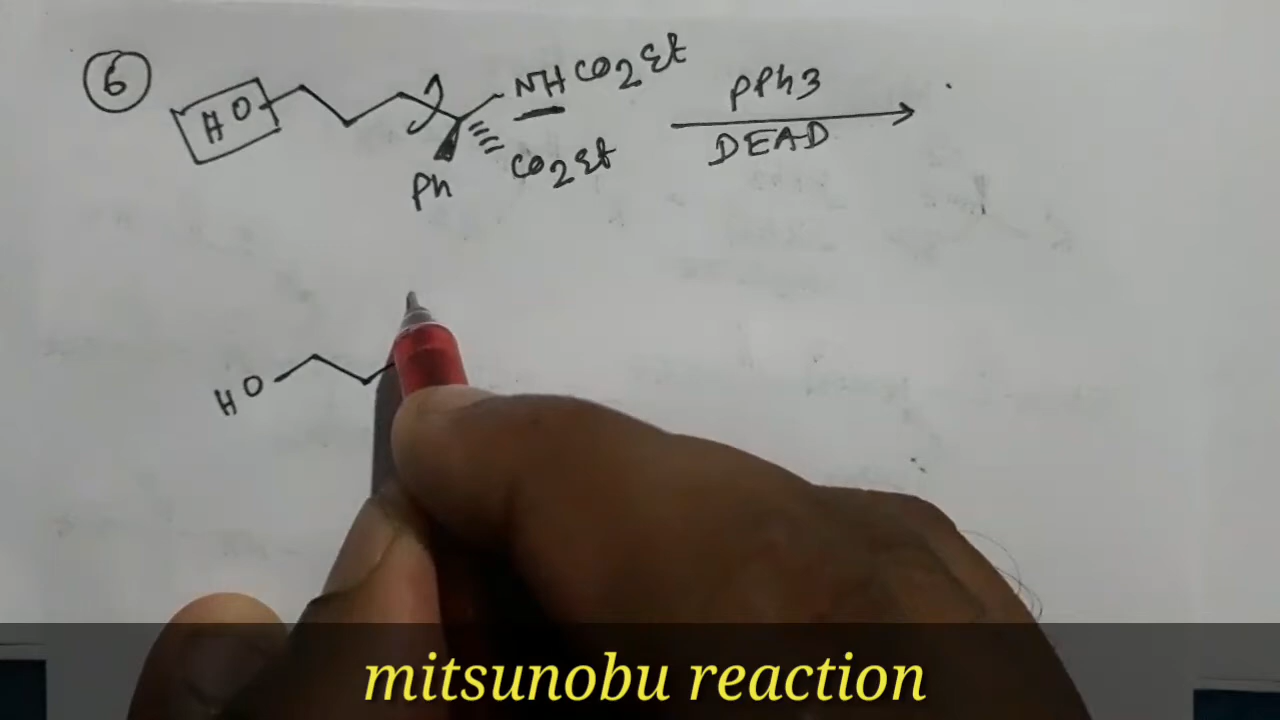 6
HO NHCO2Et PPh3
DEAD
Ph CO2Et
HO
mitsunobu reaction